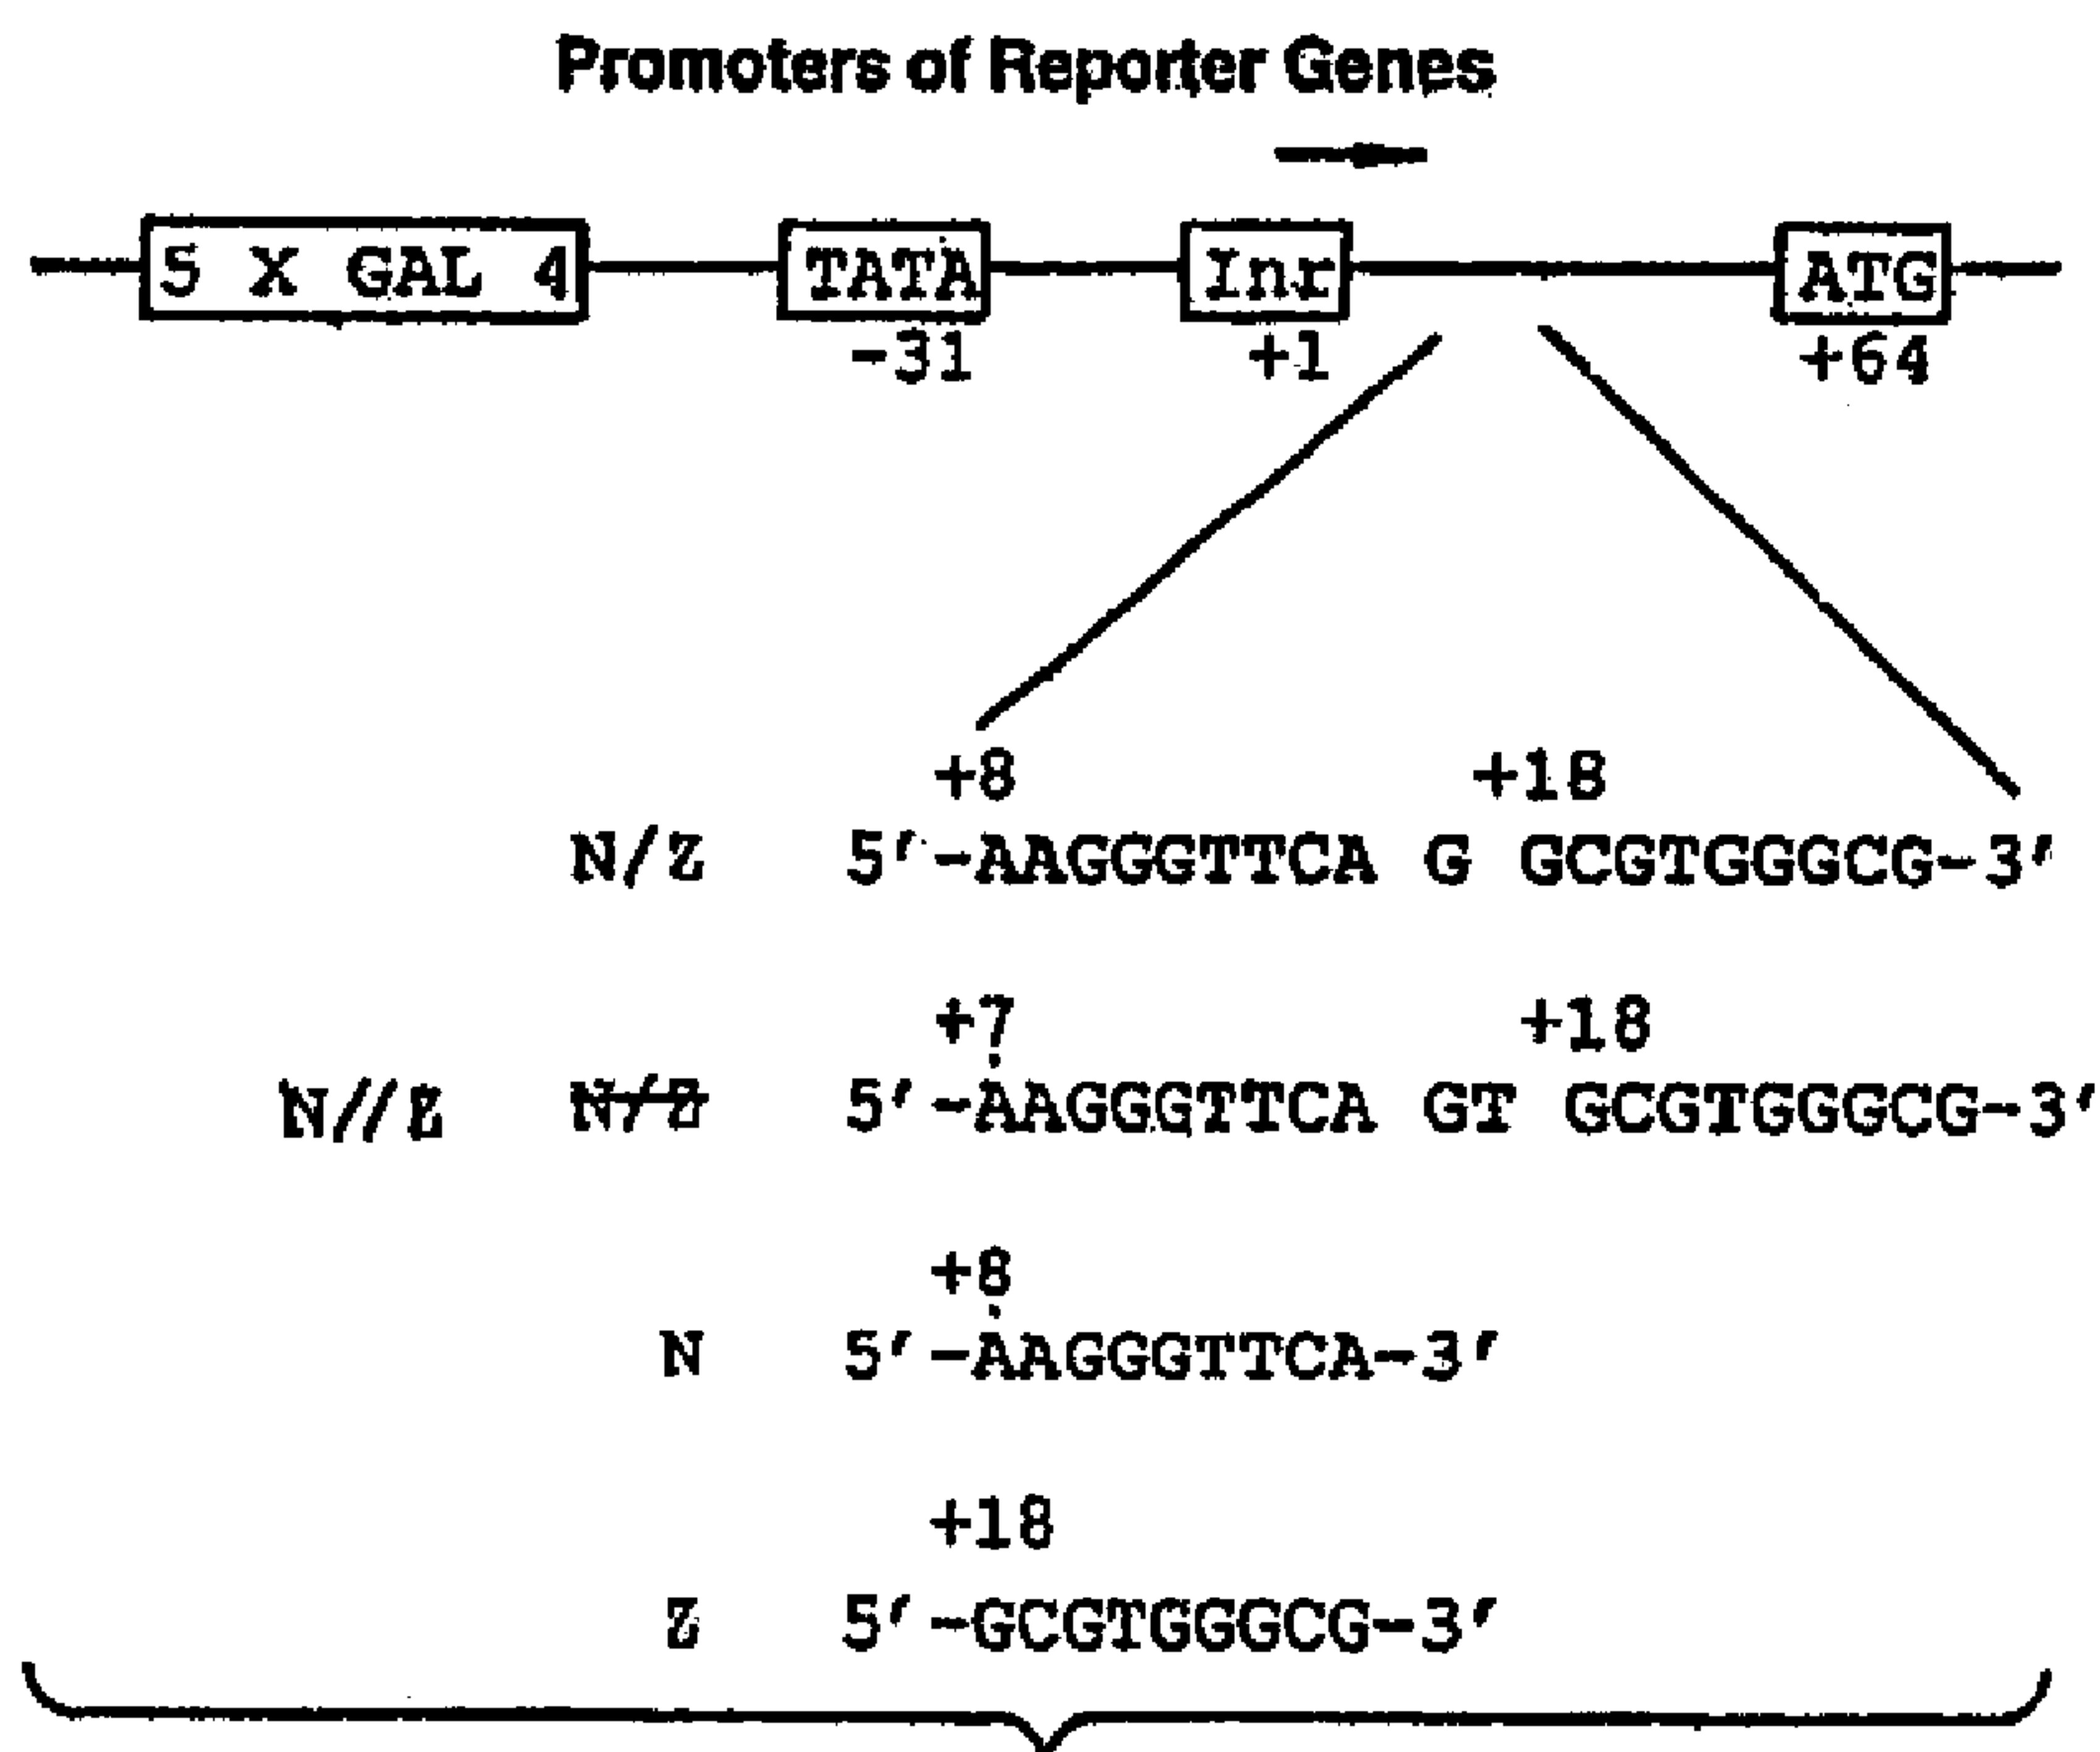 Promoters of Reporter Genes
5 X GAL 4 TATA Inr ATG
-31 +1 +64
+8 +18
N/Z 5'-AAGGGTTCA G GCGTGGGCG-3'
+7 +18
N//Z N/Z 5'-AAGGGTTCA GT GCGTGGGCG-3'
+8
N 5'-AAGGGTTCA-3'
+18
Z 5'-GCGTGGGCG-3'